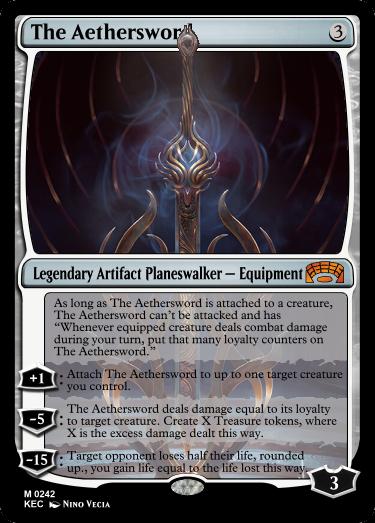 The Aethersword 3
Legendary Artifact Planeswalker — Equipment
As long as The Aethersword is attached to a creature,
The Aethersword can't be attacked and has
“Whenever equipped creature deals combat damage
during your turn, put that many loyalty counters on
The Aethersword.”
+1: Attach The Aethersword to up to one target creature
you control.
−5: The Aethersword deals damage equal to its loyalty
to target creature. Create X Treasure tokens, where
X is the excess damage dealt this way.
−15: Target opponent loses half their life, rounded
up., you gain life equal to the life lost this way.
3
M 0242
KEC Nino Vecia